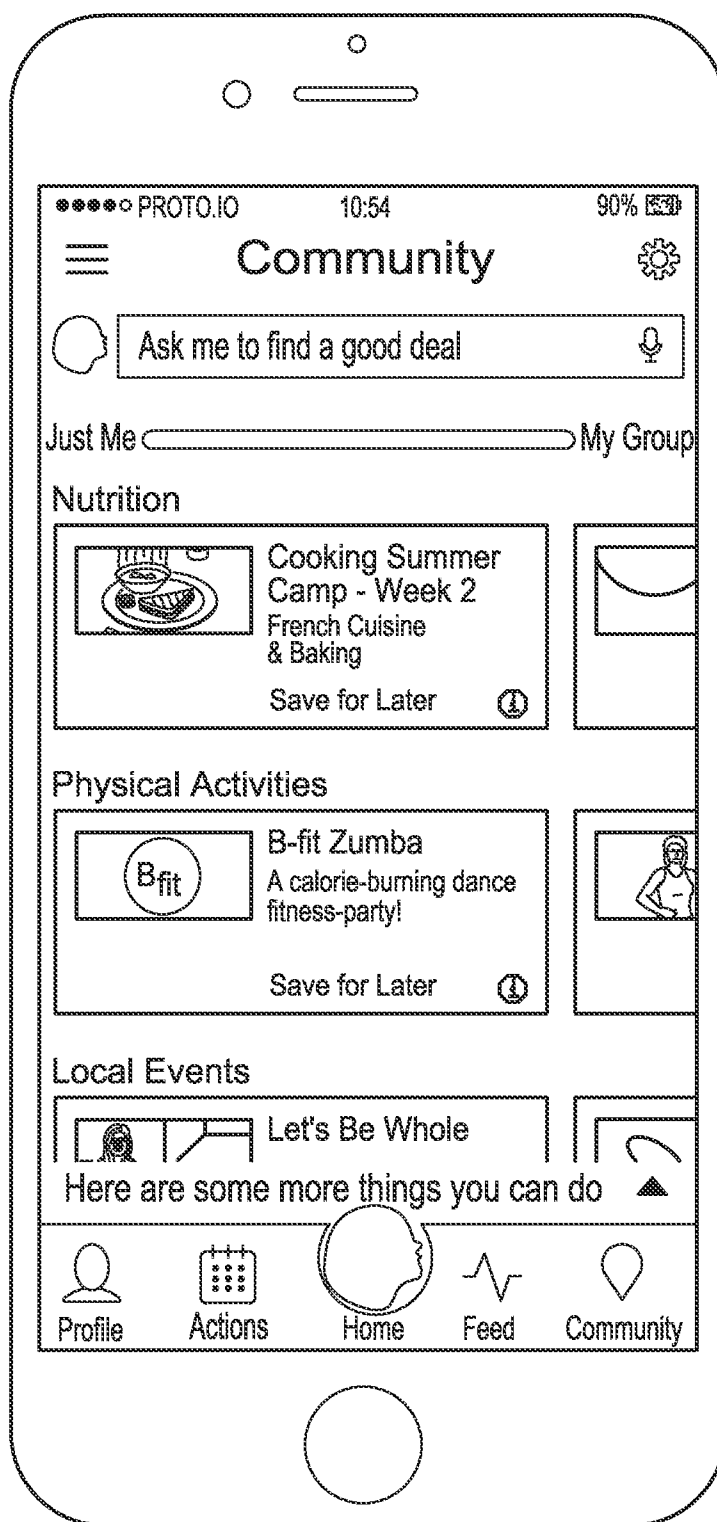 PROTO.IO 10:54 90%
Community
Ask me to find a good deal
Just Me My Group
Nutrition
Cooking Summer
Camp - Week 2
French Cuisine
& Baking
Save for Later
Physical Activities
Bfit
B-fit Zumba
A calorie-burning dance
fitness-party!
Save for Later
Local Events
Let's Be Whole
Here are some more things you can do
Profile Actions Home Feed Community